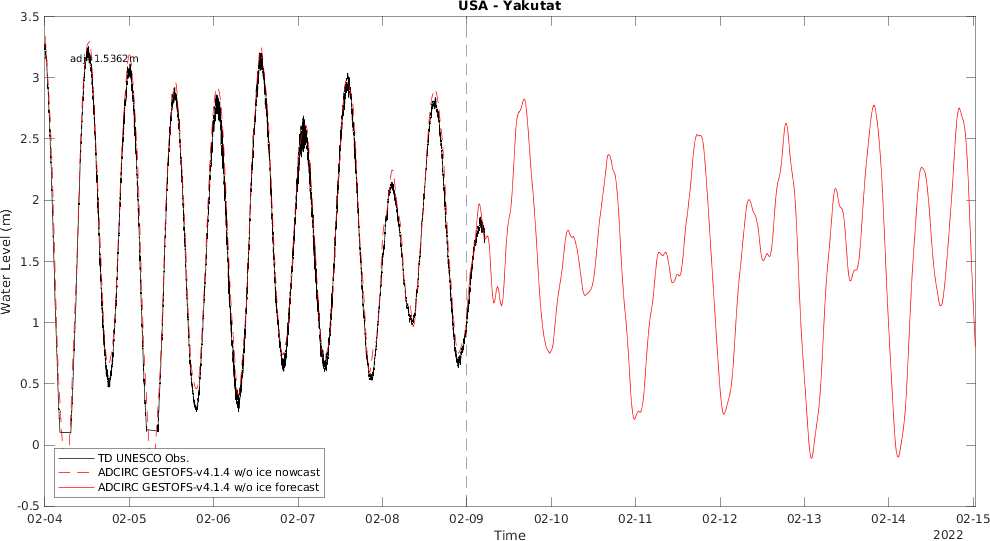 USA - Yakutat
3.5
3
2.5
2
1.5
1
0.5
0
-0.5
Water Level (m)
1.5362m
TD UNESCO Obs.
ADCIRC GESTOFS-v4.1.4 w/o ice nowcast
ADCIRC GESTOFS-v4.1.4 w/o ice forecast
02-04 02-05 02-06 02-07 02-08 02-09 02-10 02-11 02-12 02-13 02-14 02-15
Time
2022